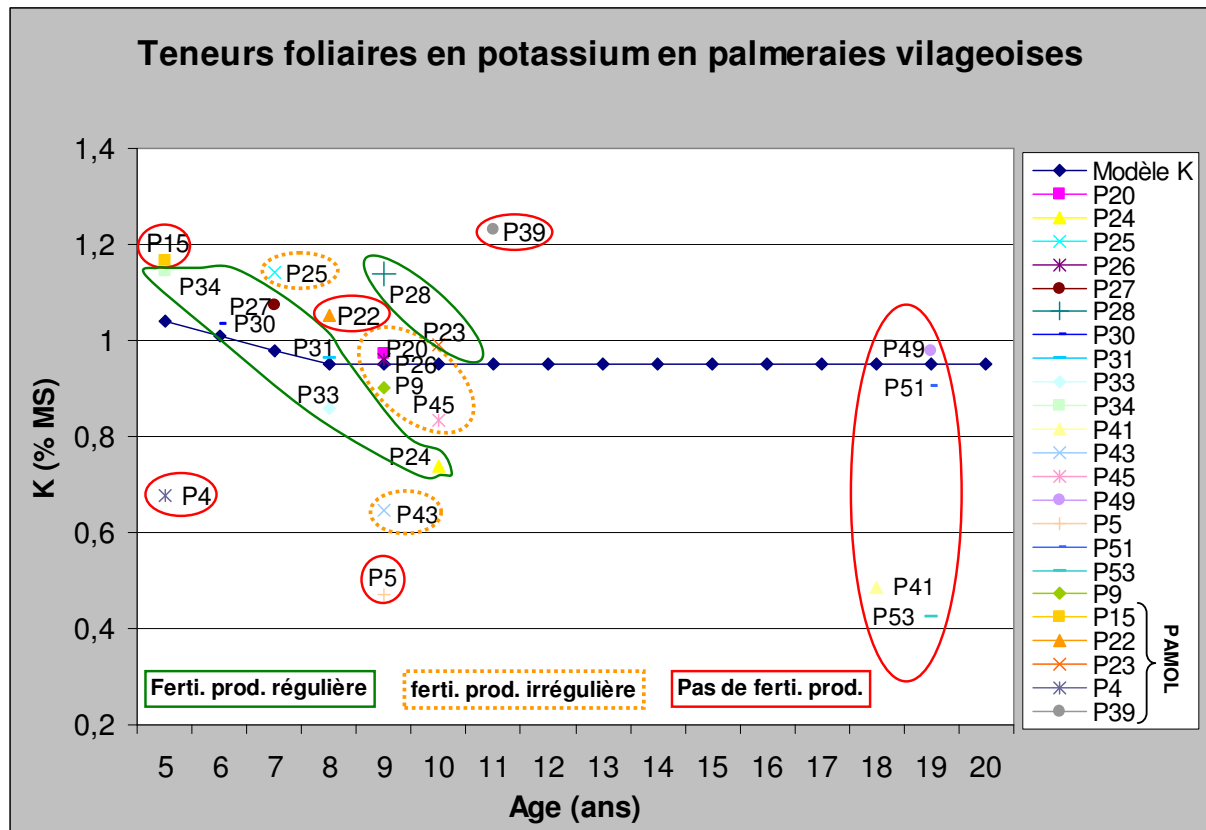 Teneurs foliaires en potassium en palmeraies vilageoises
K (% MS)
1,4
1,2
1
0,8
0,6
0,4
0,2
P15
P34
P27
P30
P25
P22
P31
P33
P28
P23
P20
P26
P9
P45
P24
P4
P43
P5
P39
P49
P51
P41
P53
Ferti. prod. régulière
ferti. prod. irrégulière
Pas de ferti. prod.
5 6 7 8 9 10 11 12 13 14 15 16 17 18 19 20
Age (ans)
Modèle K
P20
P24
P25
P26
P27
P28
P30
P31
P33
P34
P41
P43
P45
P49
P5
P51
P53
P9
P15
P22
P23
P4
P39
PAMOL